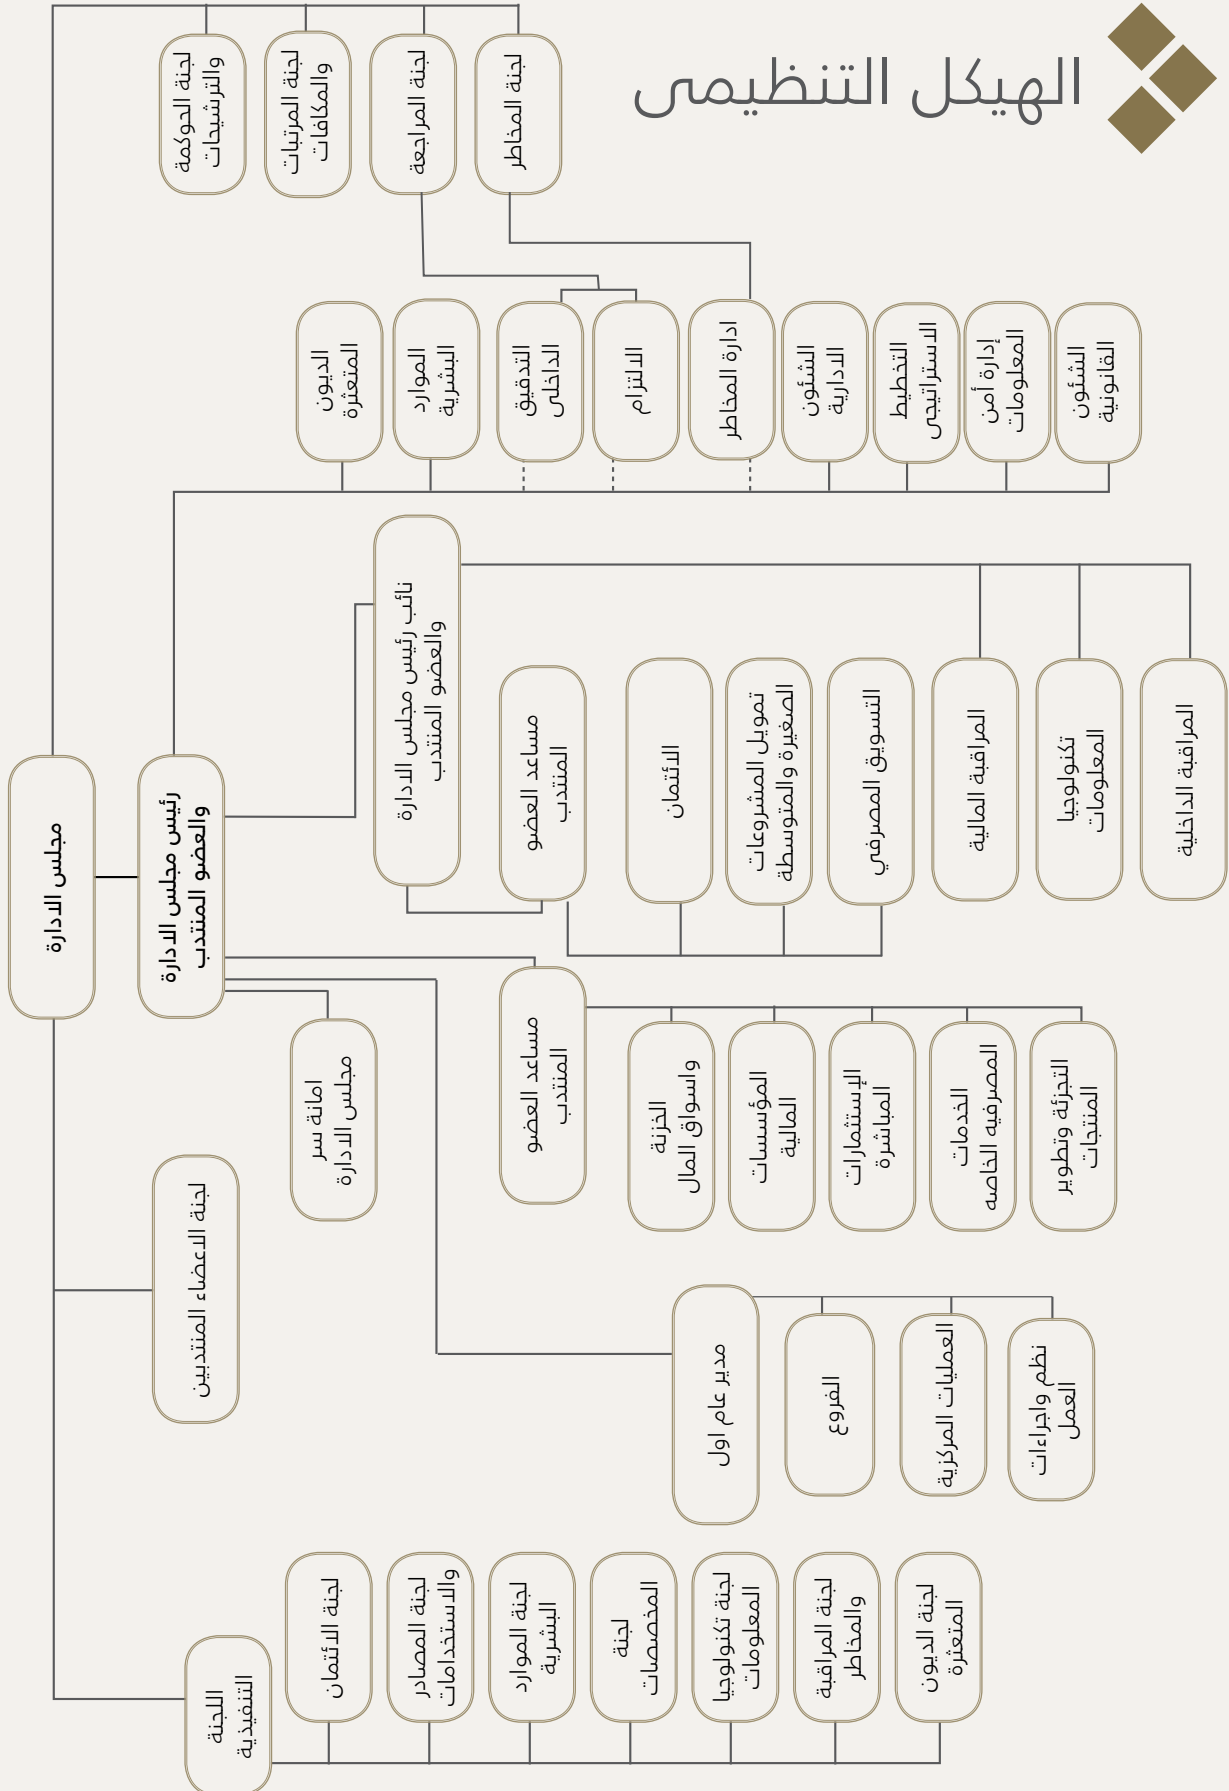 الهيكل التنظيمى
مجلس الادارة
رئيس مجلس الادارة
والعضو المنتدب
لجنة الحوكمة
والترشيحات
لجنة المرتبات
والمكافات
لجنة المراجعة
لجنة المخاطر
الديون
المتعثرة
الموارد
البشرية
التدقيق
الداخلى
الالتزام
ادارة المخاطر
الشئون
الادارية
التخطيط
الاستراتيجى
إدارة أمن
المعلومات
الشئون
القانونية
نائب رئيس مجلس الادارة
والعضو المنتدب
مساعد العضو
المنتدب
الائتمان
تمويل المشروعات
الصغيرة والمتوسطة
التسويق المصرفي
المراقبة المالية
تكنولوجيا
المعلومات
المراقبة الداخلية
امانة سر
مجلس الادارة
مساعد العضو
المنتدب
الخزنة
واسواق المال
المؤسسات
المالية
الإستثمارات
المباشرة
الخدمات
المصرفيه الخاصه
التجزئة وتطوير
المنتجات
لجنة الاعضاء المنتدبين
مدير عام اول
الفروع
العمليات المركزية
نظم واجراءات
العمل
اللجنة
التنفيذية
لجنة الائتمان
لجنة المصادر
والاستخدامات
لجنة الموارد
البشرية
لجنة
المخصصات
لجنة تكنولوجيا
المعلومات
لجنة المراقبة
والمخاطر
لجنة الديون
المتعثرة